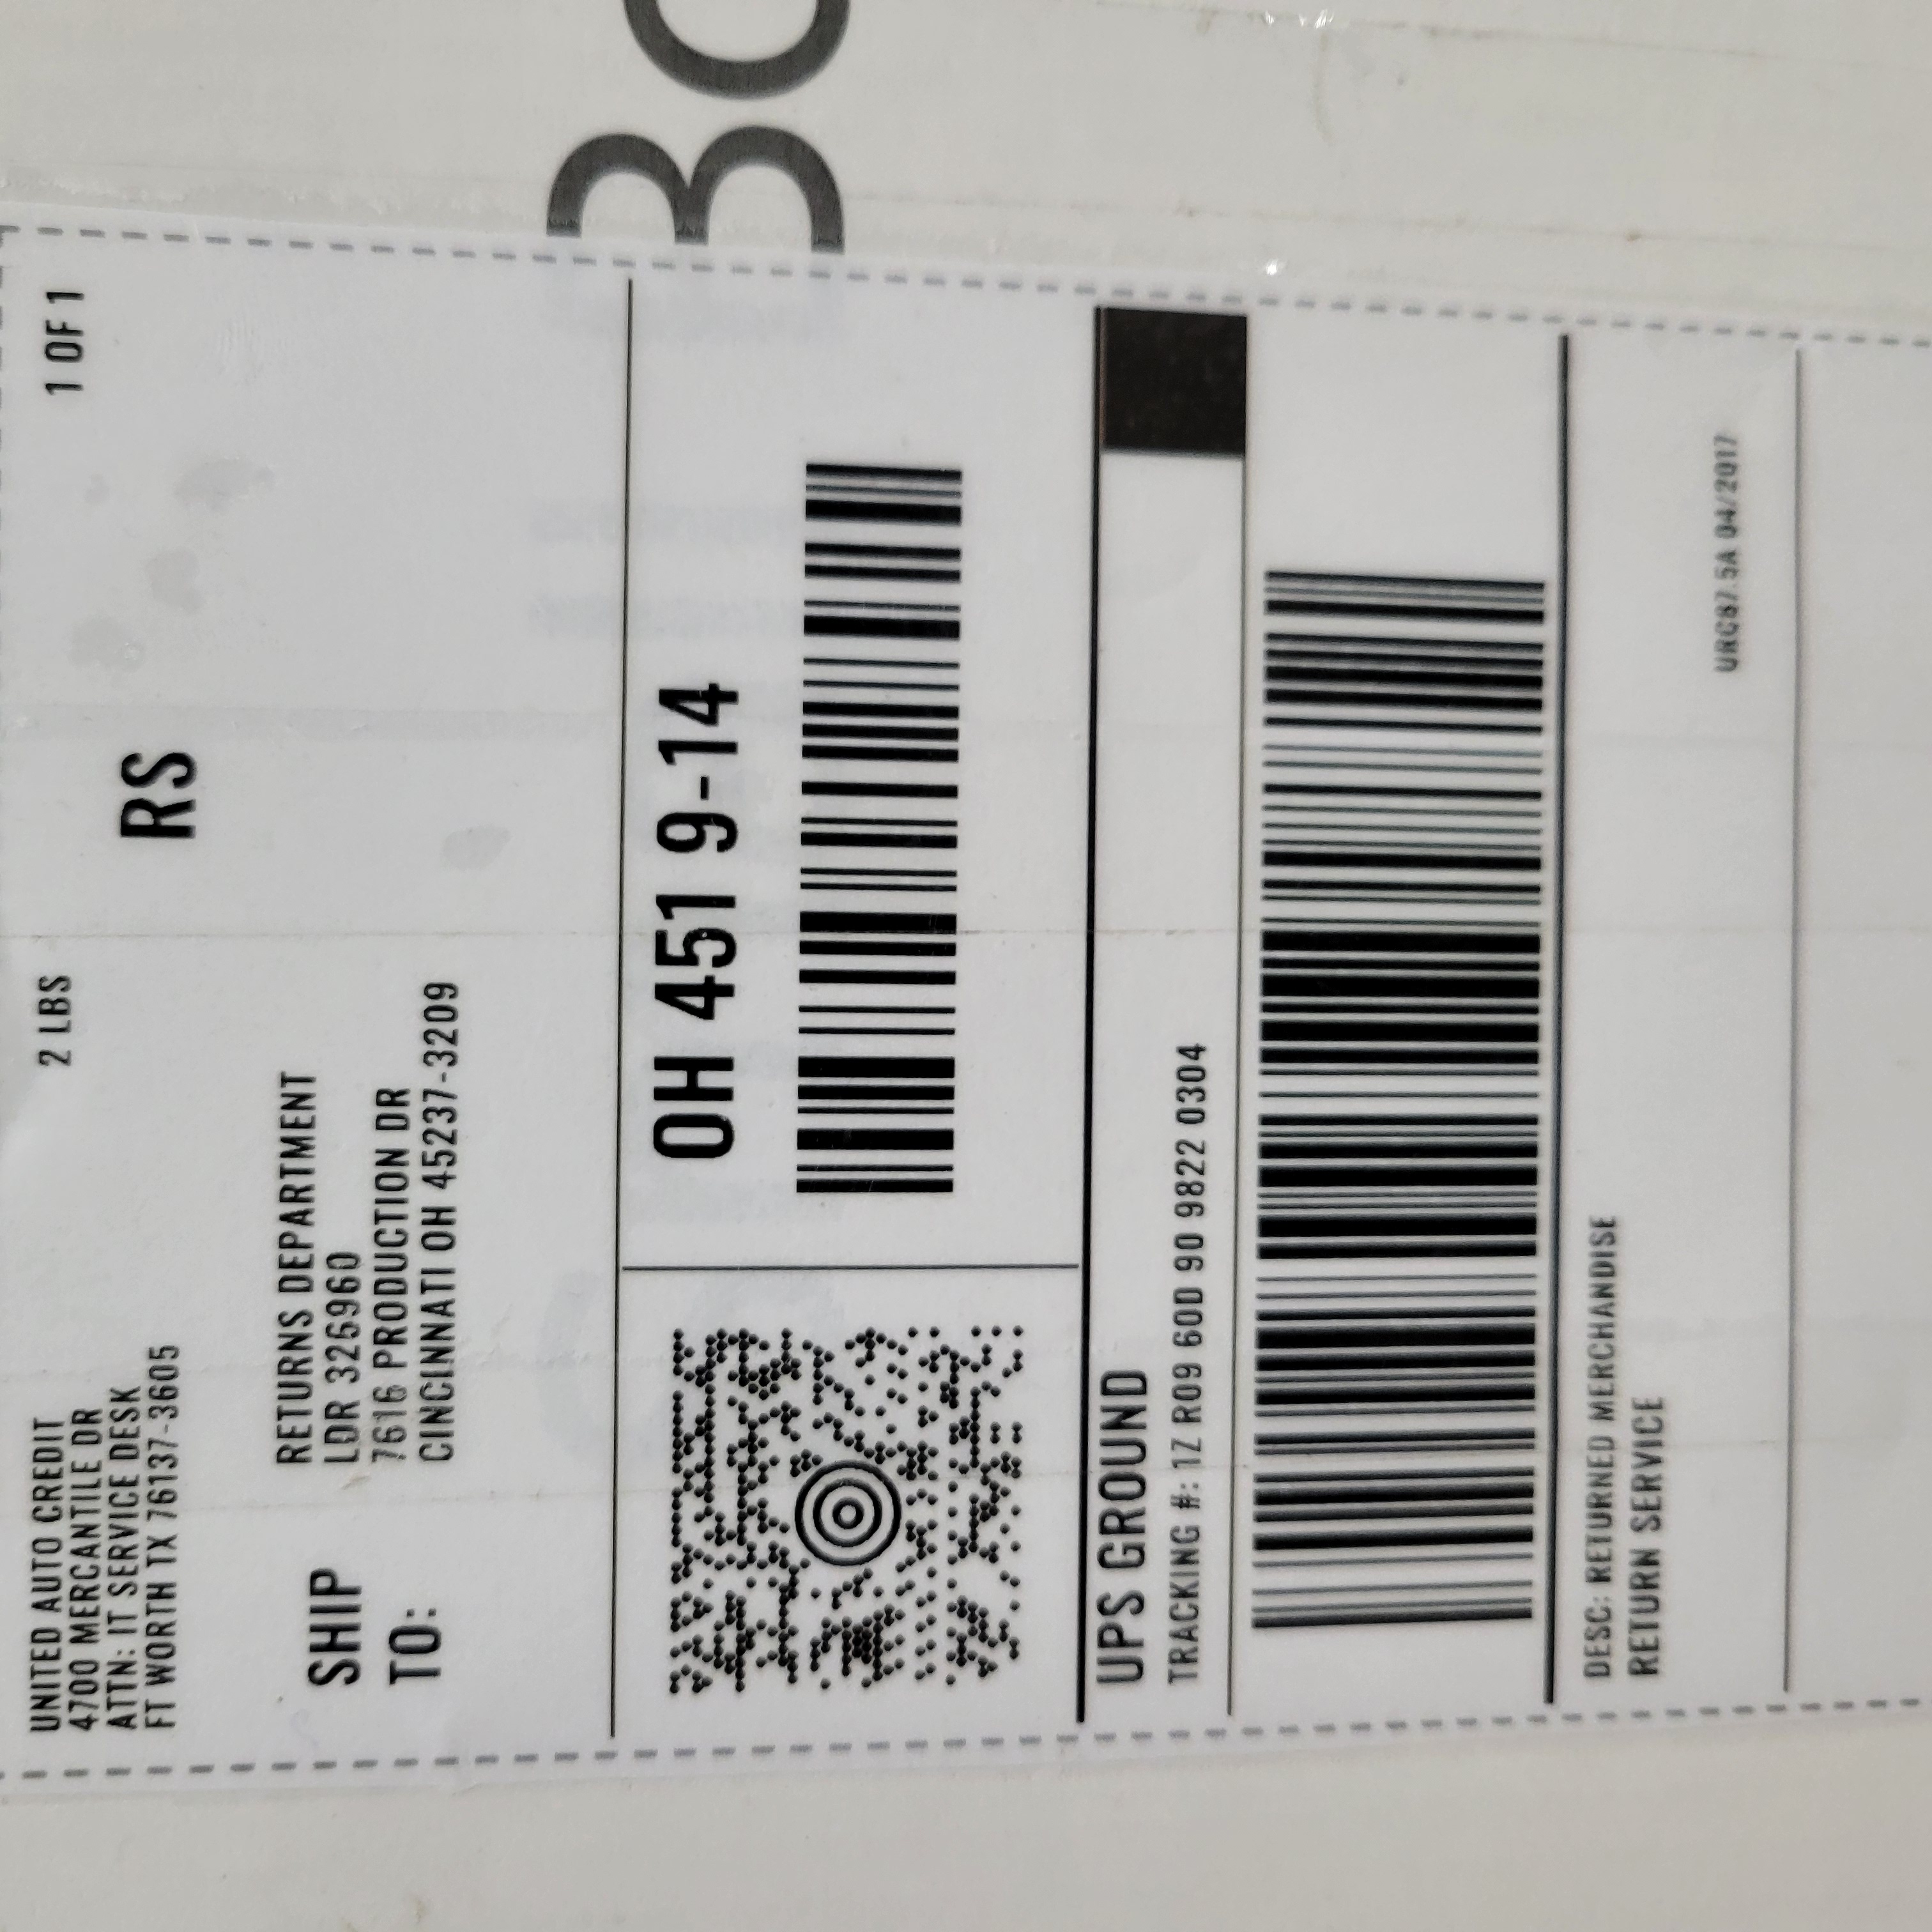 UNITED AUTO CREDIT
4700 MERCANTILE DR
ATTN: IT SERVICE DESK
FT WORTH TX 76137-3605
2 LBS
1 OF 1
RS
SHIP
TO:
RETURNS DEPARTMENT
LDR 326960
7616 PRODUCTION DR
CINCINNATI OH 45237-3209
OH 451 9-14
UPS GROUND
TRACKING #: 1Z R09 60D 90 9822 0304
DESC: RETURNED MERCHANDISE
RETURN SERVICE
URC87.5A 04/2017